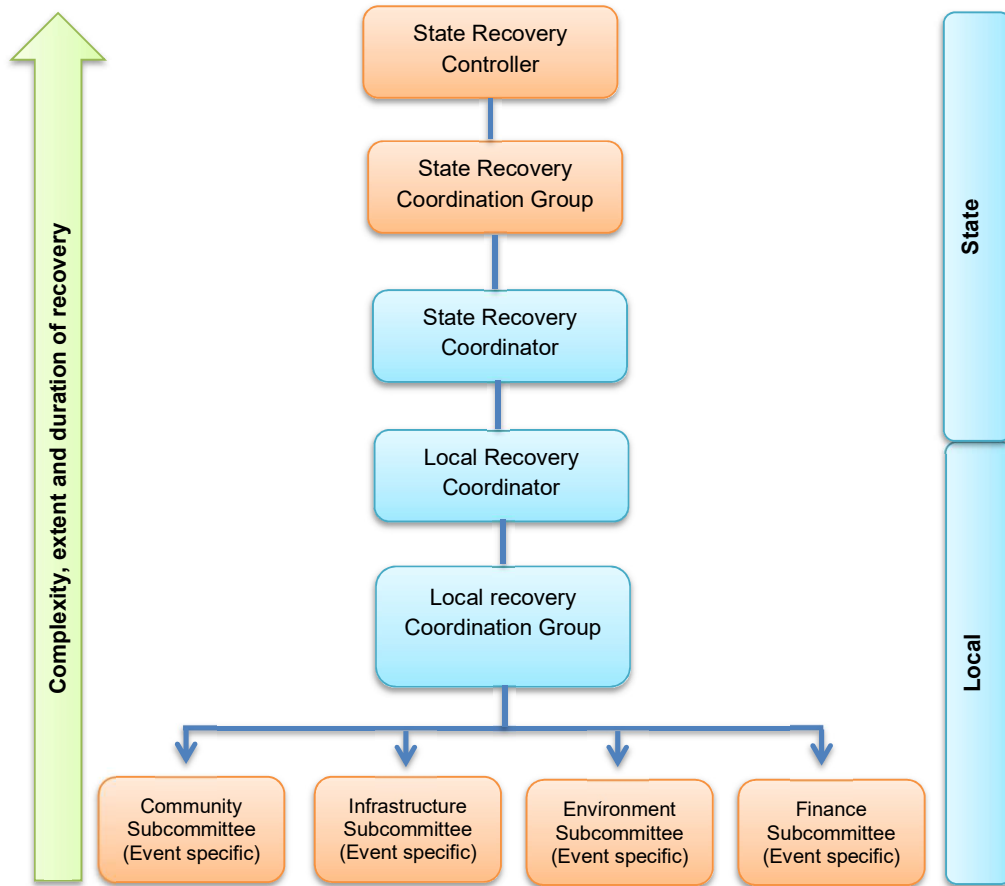 State Recovery
Controller
State Recovery
Coordination Group
State Recovery
Coordinator
Local Recovery
Coordinator
Local recovery
Coordination Group
Community
Subcommittee
(Event specific)
Infrastructure
Subcommittee
(Event specific)
Environment
Subcommittee
(Event specific)
Finance
Subcommittee
(Event specific)
Complexity, extent and duration of recovery
State
Local